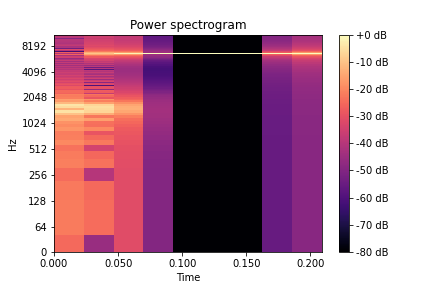 Power spectrogram
8192
4096
2048
1024
512
256
128
64
0
Hz
0.000 0.050 0.100 0.150 0.200
Time
+0 dB
-10 dB
-20 dB
-30 dB
-40 dB
-50 dB
-60 dB
-70 dB
-80 dB